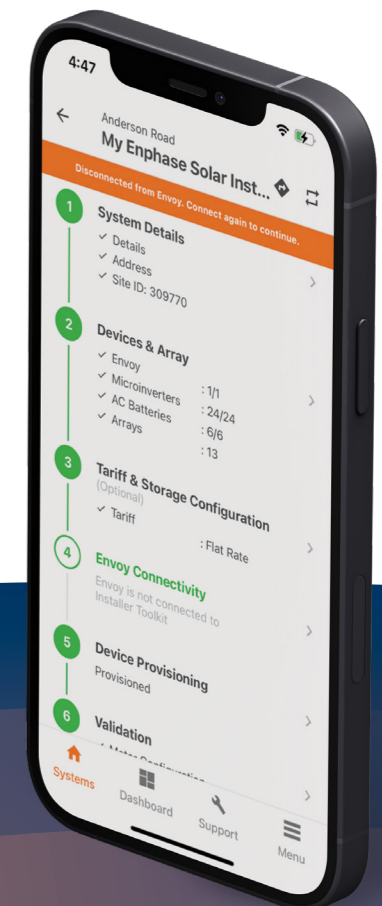 4:47
Anderson Road
My Enphase Solar Inst...
Disconnected from Envoy. Connect again to continue.
1
System Details
✓ Details
✓ Address
✓ Site ID: 309770
2
Devices & Array
✓ Envoy : 1/1
✓ Microinverters : 24/24
✓ AC Batteries : 6/6
✓ Arrays : 13
3
Tariff & Storage Configuration
(Optional)
✓ Tariff : Flat Rate
4
Envoy Connectivity
Envoy is not connected to
Installer Toolkit
5
Device Provisioning
Provisioned
6
Validation
✓ Meter Configuration
Systems
Dashboard
Support
Menu